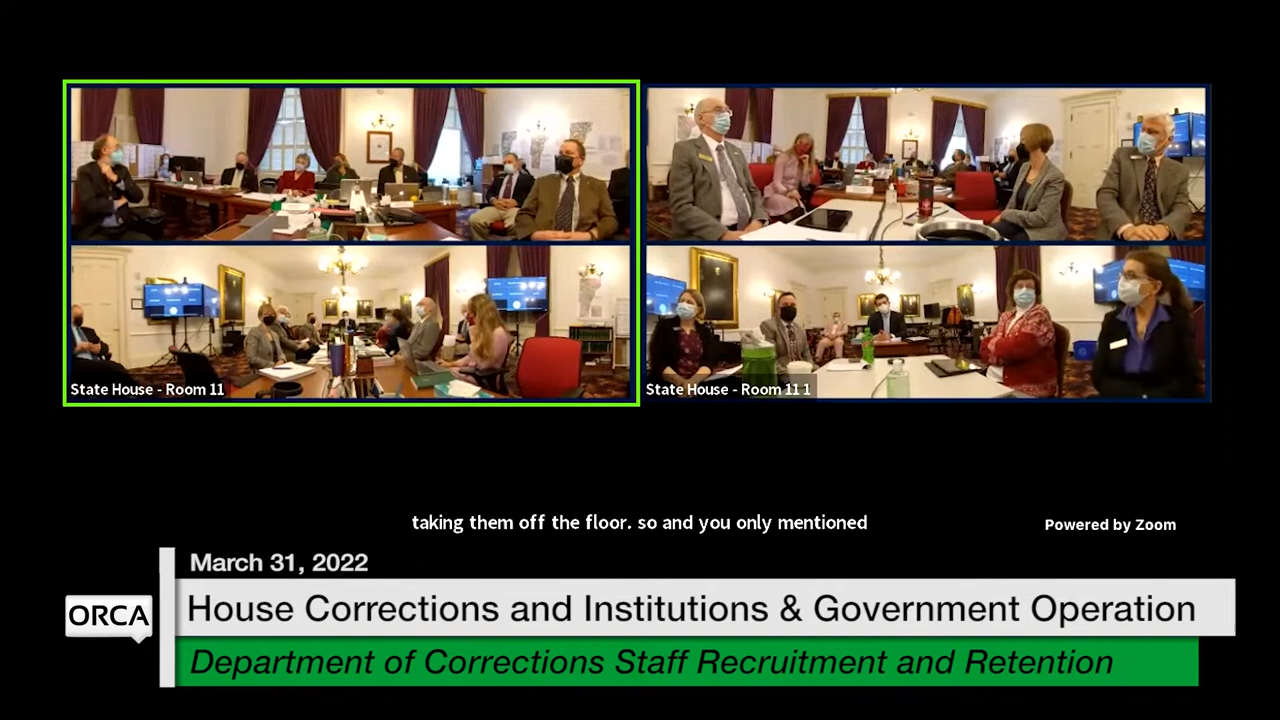 State House - Room 11
State House - Room 11 1
taking them off the floor. so and you only mentioned
Powered by Zoom
March 31, 2022
ORCA
House Corrections and Institutions & Government Operation
Department of Corrections Staff Recruitment and Retention